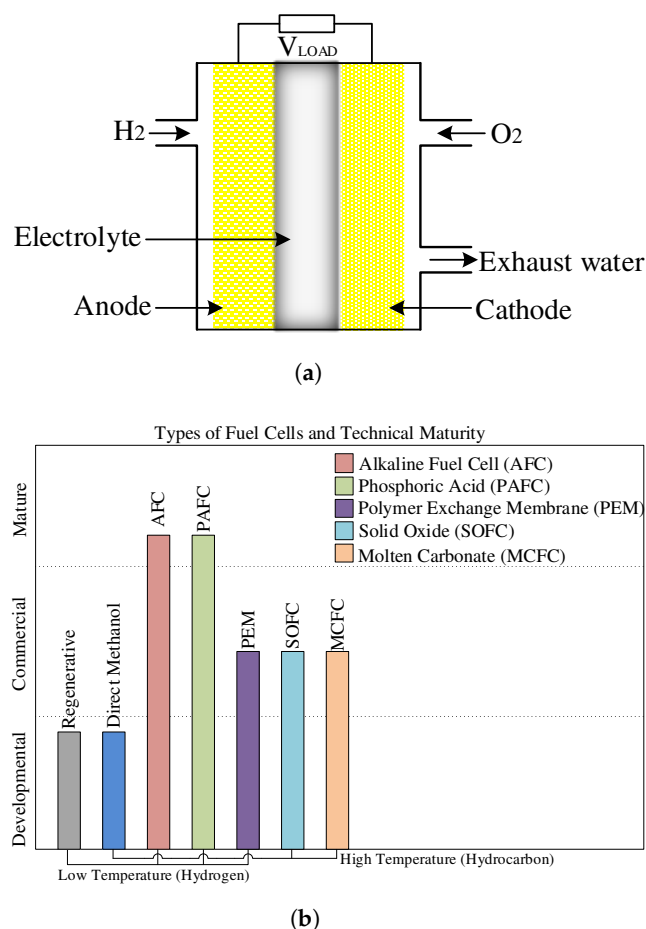 VLOAD
H2
O2
Electrolyte
Exhaust water
Anode
Cathode
(a)
Types of Fuel Cells and Technical Maturity
Mature
Commercial
Developmental
Regenerative
Direct Methanol
AFC
PAFC
PEM
SOFC
MCFC
Alkaline Fuel Cell (AFC)
Phosphoric Acid (PAFC)
Polymer Exchange Membrane (PEM)
Solid Oxide (SOFC)
Molten Carbonate (MCFC)
High Temperature (Hydrocarbon)
Low Temperature (Hydrogen)
(b)